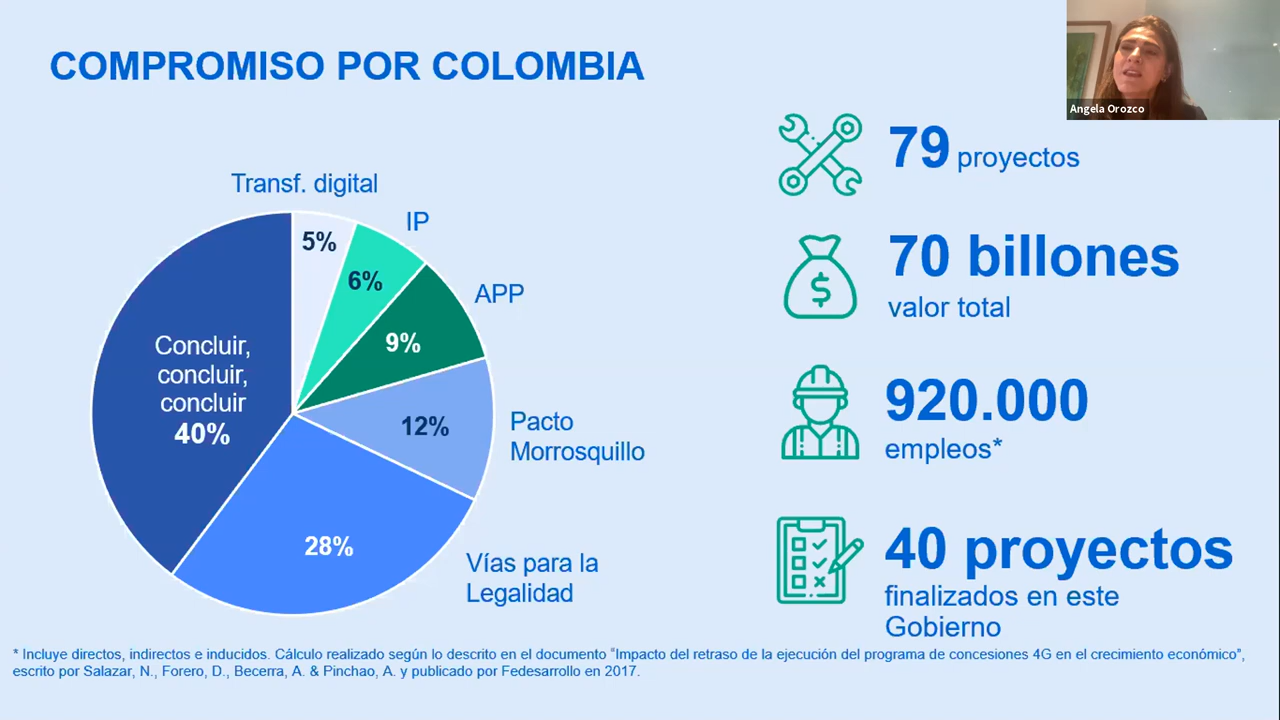 COMPROMISO POR COLOMBIA
Angela Orozco
Transf. digital
5%
IP
6%
APP
9%
Pacto
Morrosquillo
12%
Vías para la
Legalidad
28%
Concluir,
concluir,
concluir
40%
79 proyectos
$
70 billones
valor total
920.000
empleos*
40 proyectos
finalizados en este
Gobierno
* Incluye directos, indirectos e inducidos. Cálculo realizado según lo descrito en el documento “Impacto del retraso de la ejecución del programa de concesiones 4G en el crecimiento económico”,
escrito por Salazar, N., Forero, D., Becerra, A. & Pinchao, A. y publicado por Fedesarrollo en 2017.